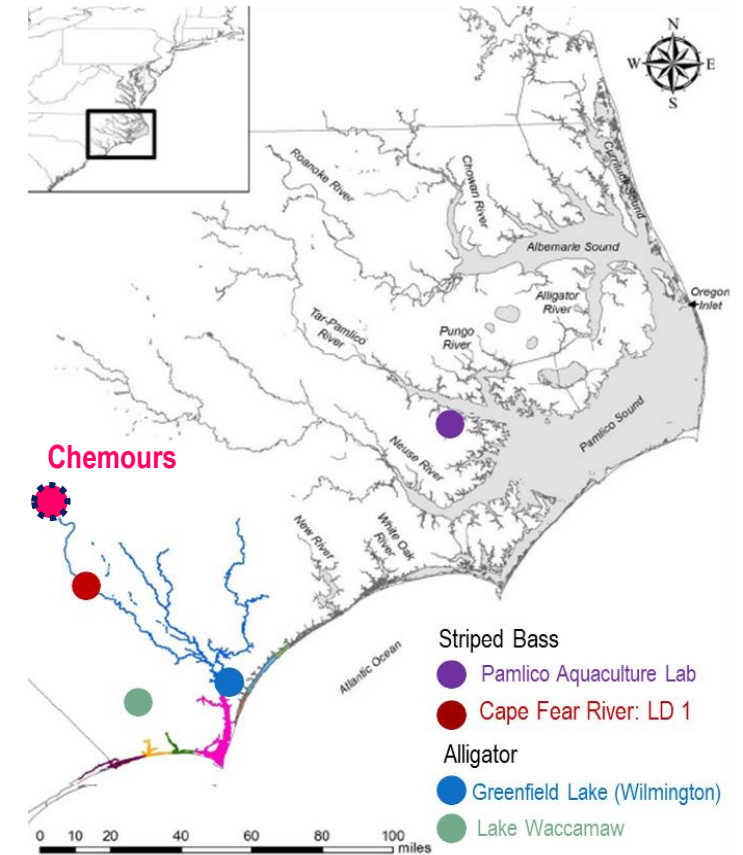 N
W
E
S
Roanoke River
Chowan River
Currituck Sound
Albemarle Sound
Alligator
River
Oregon
Inlet
Tar-Pamlico
River
Pungo
River
Pamlico Sound
Neuse River
Chemours
New River
White Oak
River
Atlantic Ocean
Striped Bass
Pamlico Aquaculture Lab
Cape Fear River: LD 1
Alligator
Greenfield Lake (Wilmington)
Lake Waccamaw
0 10 20 40 60 80 100
miles